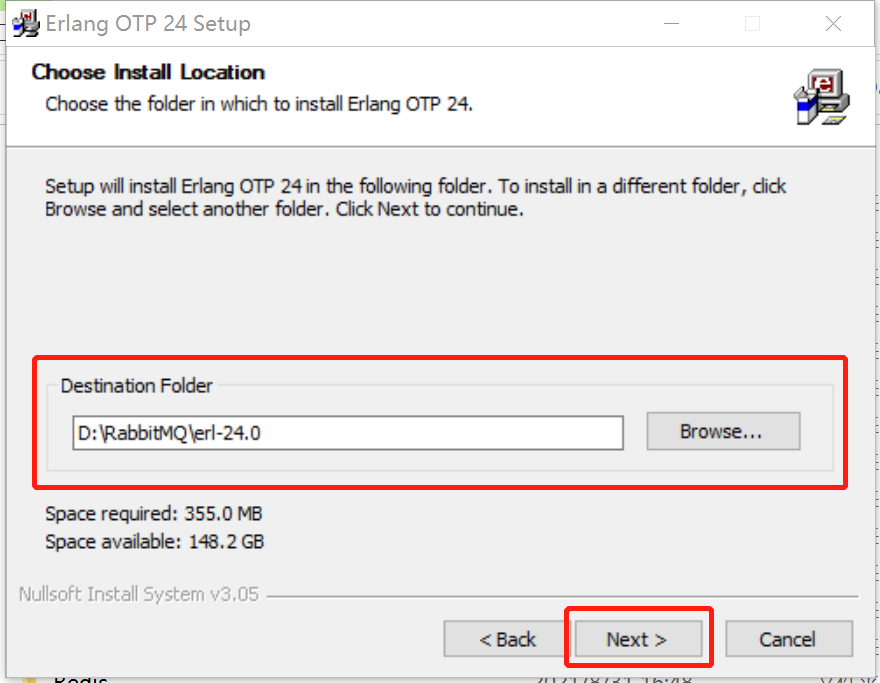 Erlang OTP 24 Setup
Choose Install Location
Choose the folder in which to install Erlang OTP 24.
Setup will install Erlang OTP 24 in the following folder. To install in a different folder, click
Browse and select another folder. Click Next to continue.
Destination Folder
D:\RabbitMQ\erl-24.0
Browse...
Space required: 355.0 MB
Space available: 148.2 GB
Nullsoft Install System v3.05
< Back
Next >
Cancel
Redis